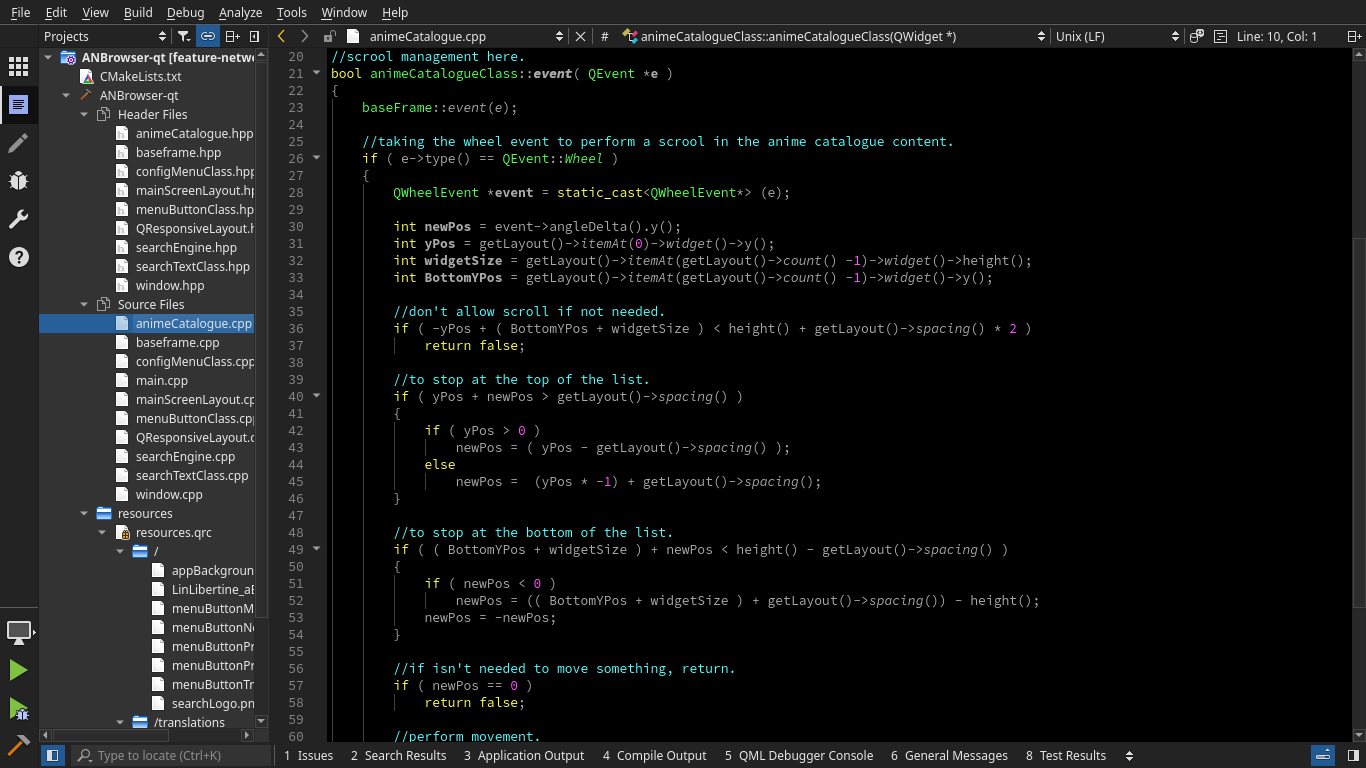 File Edit View Build Debug Analyze Tools Window Help
Projects
animeCatalogue.cpp
#
animeCatalogueClass::animeCatalogueClass(QWidget *)
Unix (LF)
Line: 10, Col: 1
ANBrowser-qt [feature-netw
CMakeLists.txt
ANBrowser-qt
Header Files
animeCatalogue.hpp
baseframe.hpp
configMenuClass.hpp
mainScreenLayout.hp
menuButtonClass.hp
QResponsiveLayout.h
searchEngine.hpp
searchTextClass.hpp
window.hpp
Source Files
animeCatalogue.cpp
baseframe.cpp
configMenuClass.cpp
main.cpp
mainScreenLayout.cp
menuButtonClass.cpp
QResponsiveLayout.c
searchEngine.cpp
searchTextClass.cpp
window.cpp
resources
resources.qrc
/
appBackgroun
LinLibertine_aB
menuButtonM
menuButtonNe
menuButtonPr
menuButtonPr
menuButtonTr
searchLogo.pn
/translations
20 //scrool management here.
21 bool animeCatalogueClass::event( QEvent *e )
22 {
23 baseFrame::event(e);
24
25 //taking the wheel event to perform a scrool in the anime catalogue content.
26 if ( e->type() == QEvent::Wheel )
27 {
28 QWheelEvent *event = static_cast<QWheelEvent*> (e);
29
30 int newPos = event->angleDelta().y();
31 int yPos = getLayout()->itemAt(0)->widget()->y();
32 int widgetSize = getLayout()->itemAt(getLayout()->count() -1)->widget()->height();
33 int BottomYPos = getLayout()->itemAt(getLayout()->count() -1)->widget()->y();
34
35 //don't allow scroll if not needed.
36 if ( -yPos + ( BottomYPos + widgetSize ) < height() + getLayout()->spacing() * 2 )
37 return false;
38
39 //to stop at the top of the list.
40 if ( yPos + newPos > getLayout()->spacing() )
41 {
42 if ( yPos > 0 )
43 newPos = ( yPos - getLayout()->spacing() );
44 else
45 newPos =  (yPos * -1) + getLayout()->spacing();
46 }
47
48 //to stop at the bottom of the list.
49 if ( ( BottomYPos + widgetSize ) + newPos < height() - getLayout()->spacing() )
50 {
51 if ( newPos < 0 )
52 newPos = (( BottomYPos + widgetSize ) + getLayout()->spacing()) - height();
53 newPos = -newPos;
54 }
55
56 //if isn't needed to move something, return.
57 if ( newPos == 0 )
58 return false;
59
60 //perform movement.
Type to locate (Ctrl+K)
1 Issues 2 Search Results 3 Application Output 4 Compile Output 5 QML Debugger Console 6 General Messages 8 Test Results